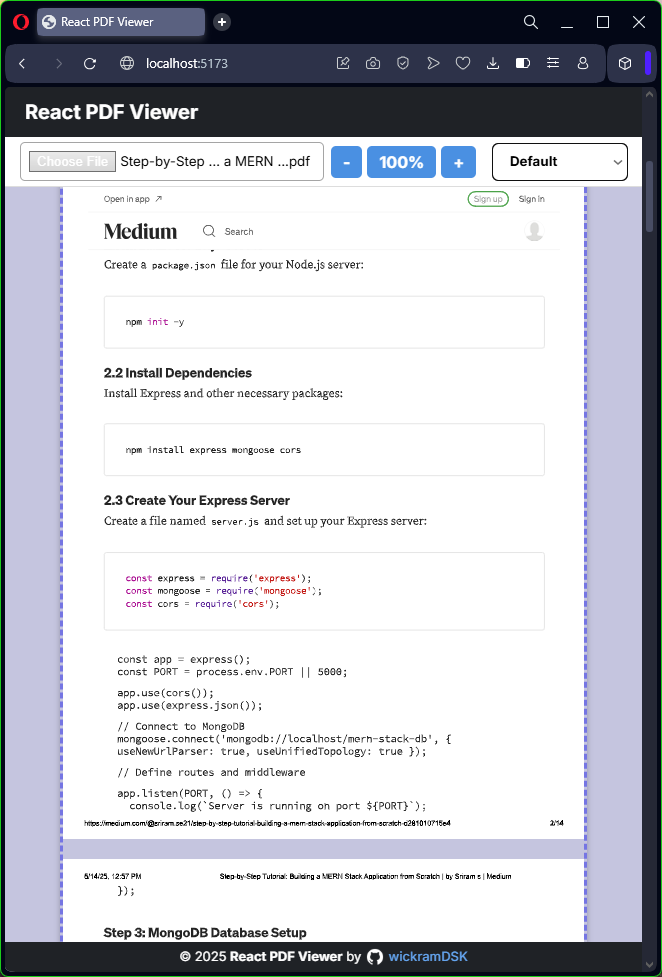 React PDF Viewer
localhost:5173
React PDF Viewer
Choose File Step-by-Step ... a MERN ...pdf - 100% + Default
Open in app Sign up Sign in
Medium Search
Create a package.json file for your Node.js server:
npm init -y
2.2 Install Dependencies
Install Express and other necessary packages:
npm install express mongoose cors
2.3 Create Your Express Server
Create a file named server.js and set up your Express server:
const express = require('express');
const mongoose = require('mongoose');
const cors = require('cors');
const app = express();
const PORT = process.env.PORT || 5000;
app.use(cors());
app.use(express.json());
// Connect to MongoDB
mongoose.connect('mongodb://localhost/mern-stack-db', {
useNewUrlParser: true, useUnifiedTopology: true });
// Define routes and middleware
app.listen(PORT, () => {
console.log(`Server is running on port ${PORT}`);
https://medium.com/@sriram.se21/step-by-step-tutorial-building-a-mern-stack-application-from-scratch-d281010715e4 2/14
6/14/25, 12:57 PM Step-by-Step Tutorial: Building a MERN Stack Application from Scratch | by Sriram s | Medium
});
Step 3: MongoDB Database Setup
© 2025 React PDF Viewer by wickramDSK